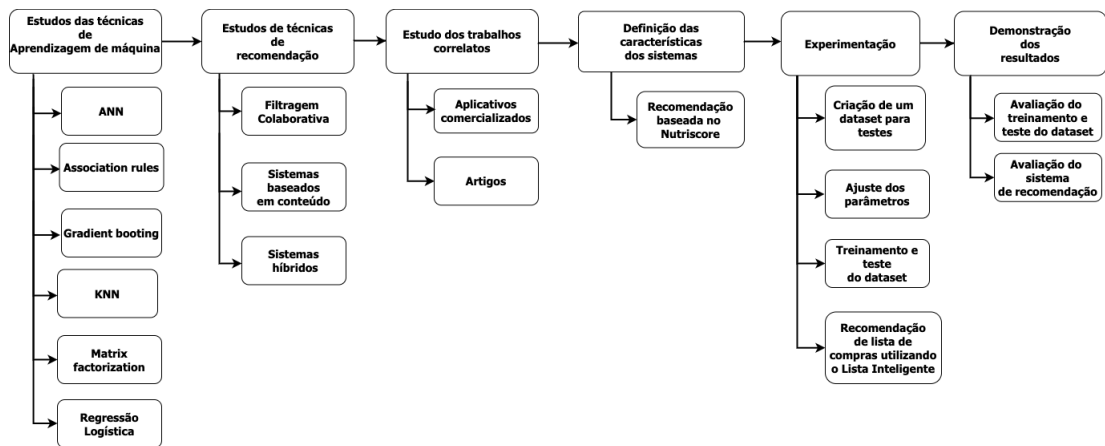 Estudos das técnicas
de
Aprendizagem de máquina
ANN
Association rules
Gradient booting
KNN
Matrix
factorization
Regressão
Logística
Estudos de técnicas
de
recomendação
Filtragem
Colaborativa
Sistemas
baseados
em conteúdo
Sistemas
híbridos
Estudo dos trabalhos
correlatos
Aplicativos
comercializados
Artigos
Definição das
características
dos sistemas
Recomendação
baseada no
Nutriscore
Experimentação
Criação de um
dataset para
testes
Ajuste dos
parâmetros
Treinamento e
teste
do dataset
Recomendação
de lista de
compras utilizando
o Lista Inteligente
Demonstração
dos
resultados
Avaliação do
treinamento e
teste do dataset
Avaliação do
sistema
de recomendação